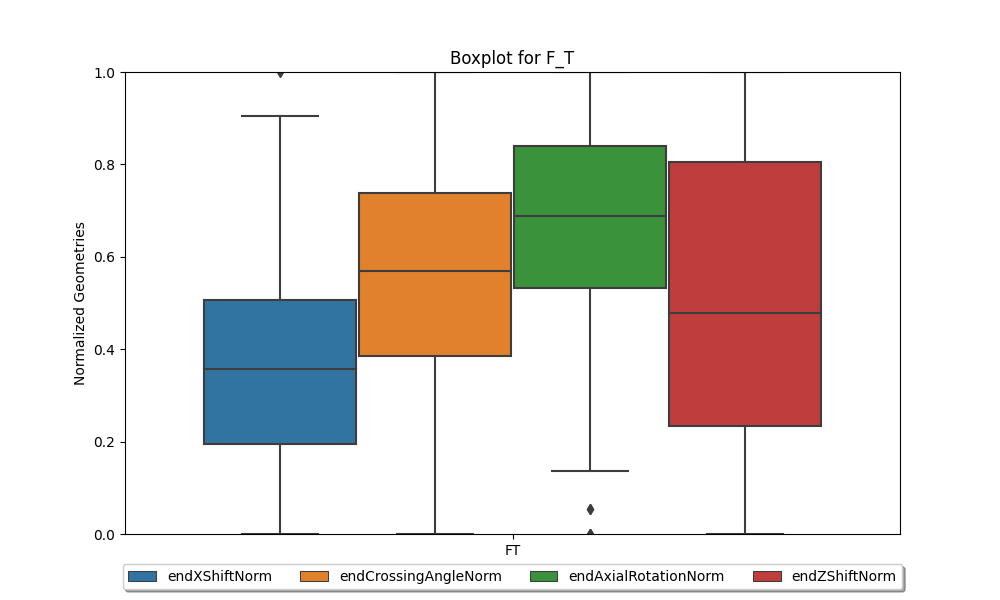 Boxplot for F_T
1.0
0.8
0.6
0.4
0.2
0.0
Normalized Geometries
FT
endXShiftNorm endCrossingAngleNorm endAxialRotationNorm endZShiftNorm